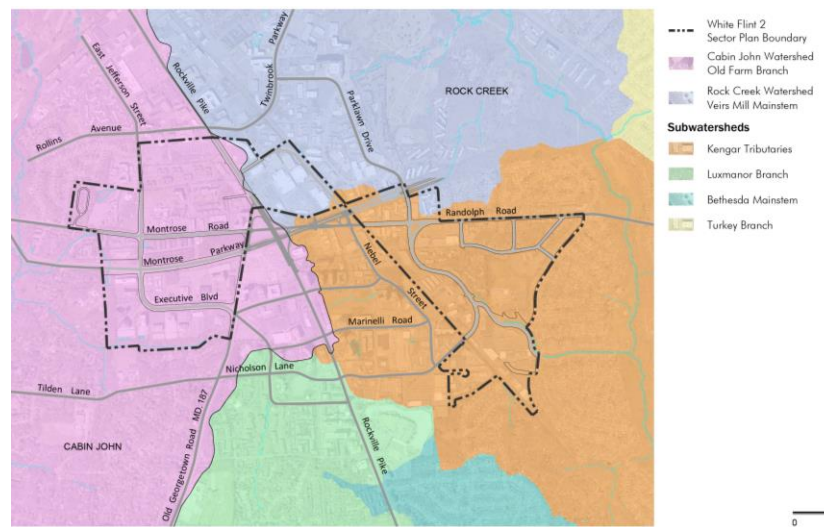 White Flint 2
Sector Plan Boundary
Cabin John Watershed
Old Farm Branch
Rock Creek Watershed
Veirs Mill Mainstem
Subwatersheds
Kengar Tributaries
Luxmanor Branch
Bethesda Mainstem
Turkey Branch
East Jefferson Street
Rockville Pike
Twinbrook Parkway
Parklawn Drive
ROCK CREEK
Rollins Avenue
Montrose Road
Randolph Road
Montrose Parkway
Nebel Street
Executive Blvd
Marinelli Road
Nicholson Lane
Tilden Lane
Old Georgetown Road MD. 187
Rockville Pike
CABIN JOHN
0